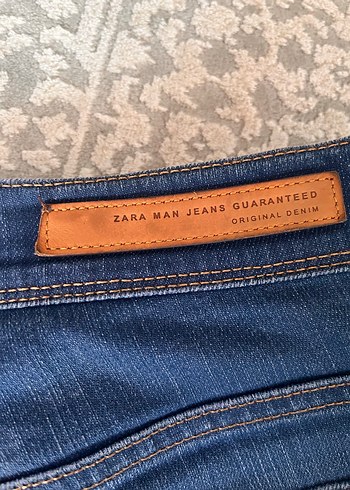 ZARA MAN JEANS GUARANTEED
ORIGINAL DENIM